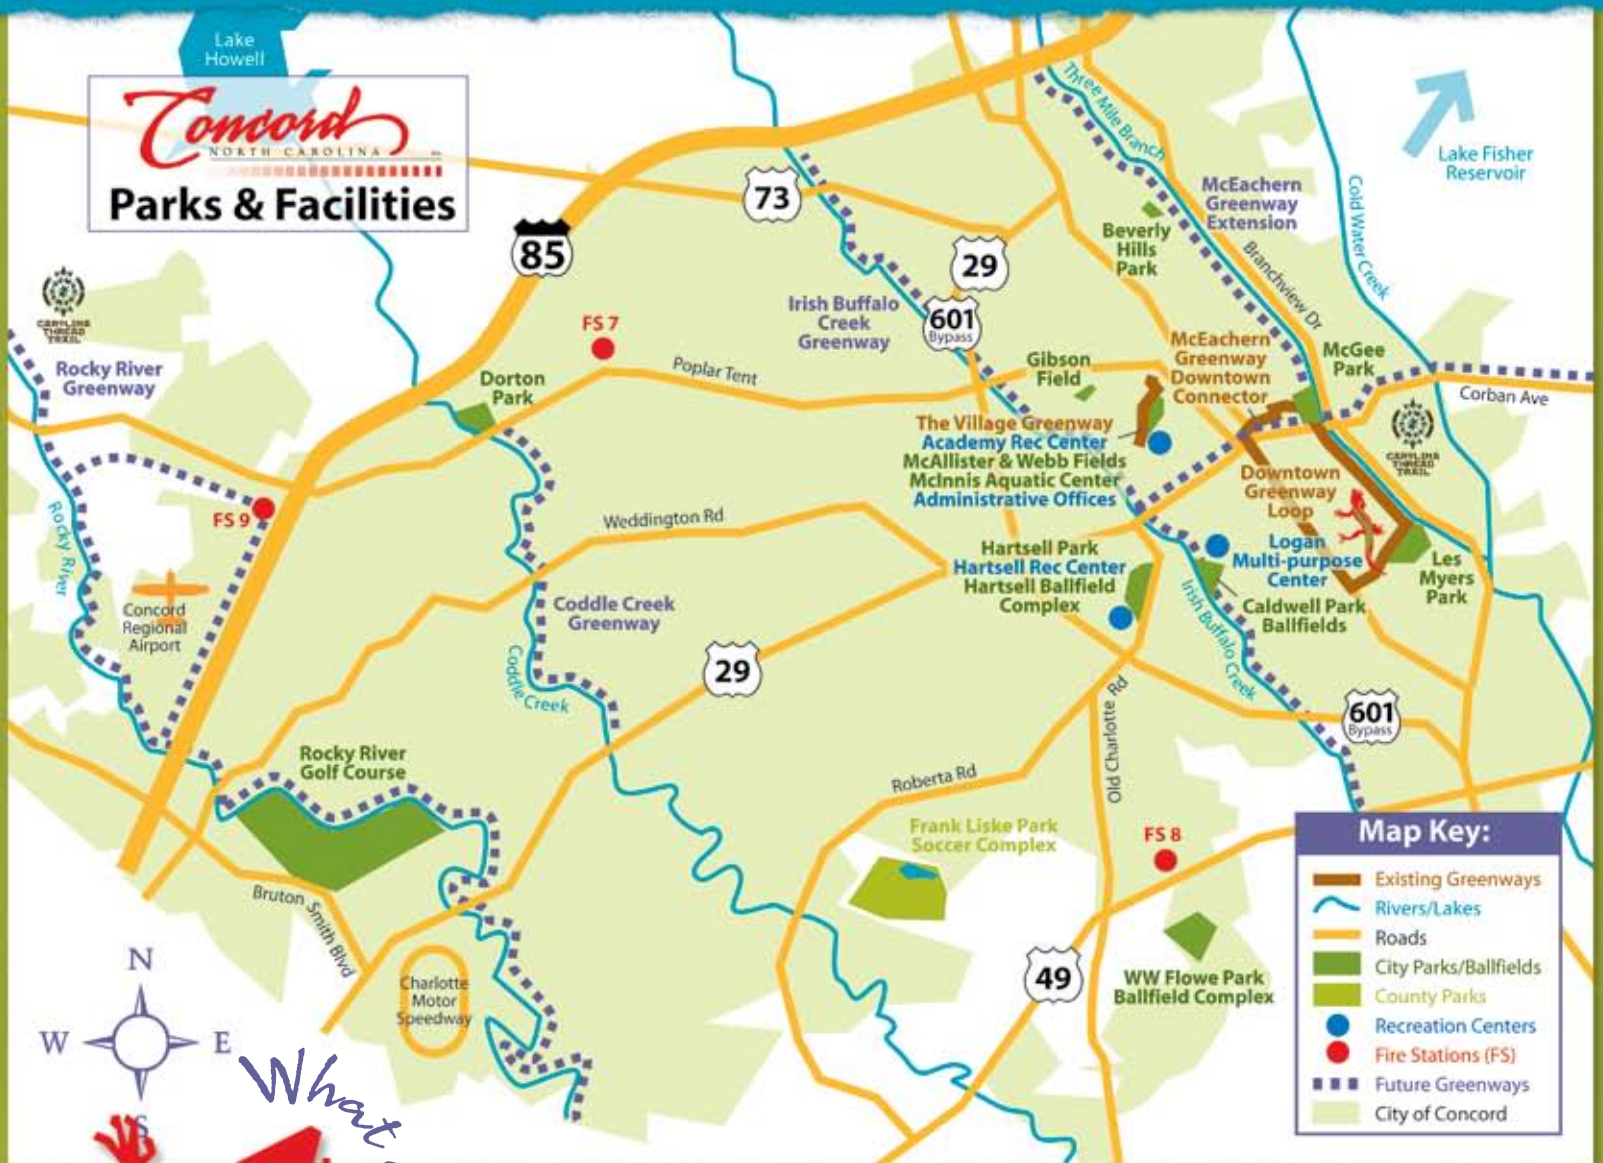 Lake
Howell
Concord
NORTH CAROLINA
Parks & Facilities
85
73
29
601
Bypass
Three Mile Branch
McEachern
Greenway
Extension
Lake Fisher
Reservoir
Cold Water Creek
Beverly
Hills
Park
Branchview Dr
CAROLINA
THREAD
TRAIL
Rocky River
Greenway
FS 7
Irish Buffalo
Creek
Greenway
Poplar Tent
Dorton
Park
Gibson
Field
McEachern
Greenway
Downtown
Connector
McGee
Park
Corban Ave
CAROLINA
THREAD
TRAIL
The Village Greenway
Academy Rec Center
McAllister & Webb Fields
McInnis Aquatic Center
Administrative Offices
Downtown
Greenway
Loop
FS 9
Rocky River
Weddington Rd
Hartsell Park
Hartsell Rec Center
Hartsell Ballfield
Complex
Logan
Multi-purpose
Center
Les
Myers
Park
Caldwell Park
Ballfields
Irish Buffalo Creek
Concord
Regional
Airport
Coddle Creek
Greenway
Coddle Creek
29
Old Charlotte Rd
601
Bypass
Rocky River
Golf Course
Roberta Rd
Frank Liske Park
Soccer Complex
FS 8
Bruton Smith Blvd
Charlotte
Motor
Speedway
49
WW Flowe Park
Ballfield Complex
N
W
E
S
What
Map Key:
Existing Greenways
Rivers/Lakes
Roads
City Parks/Ballfields
County Parks
Recreation Centers
Fire Stations (FS)
Future Greenways
City of Concord